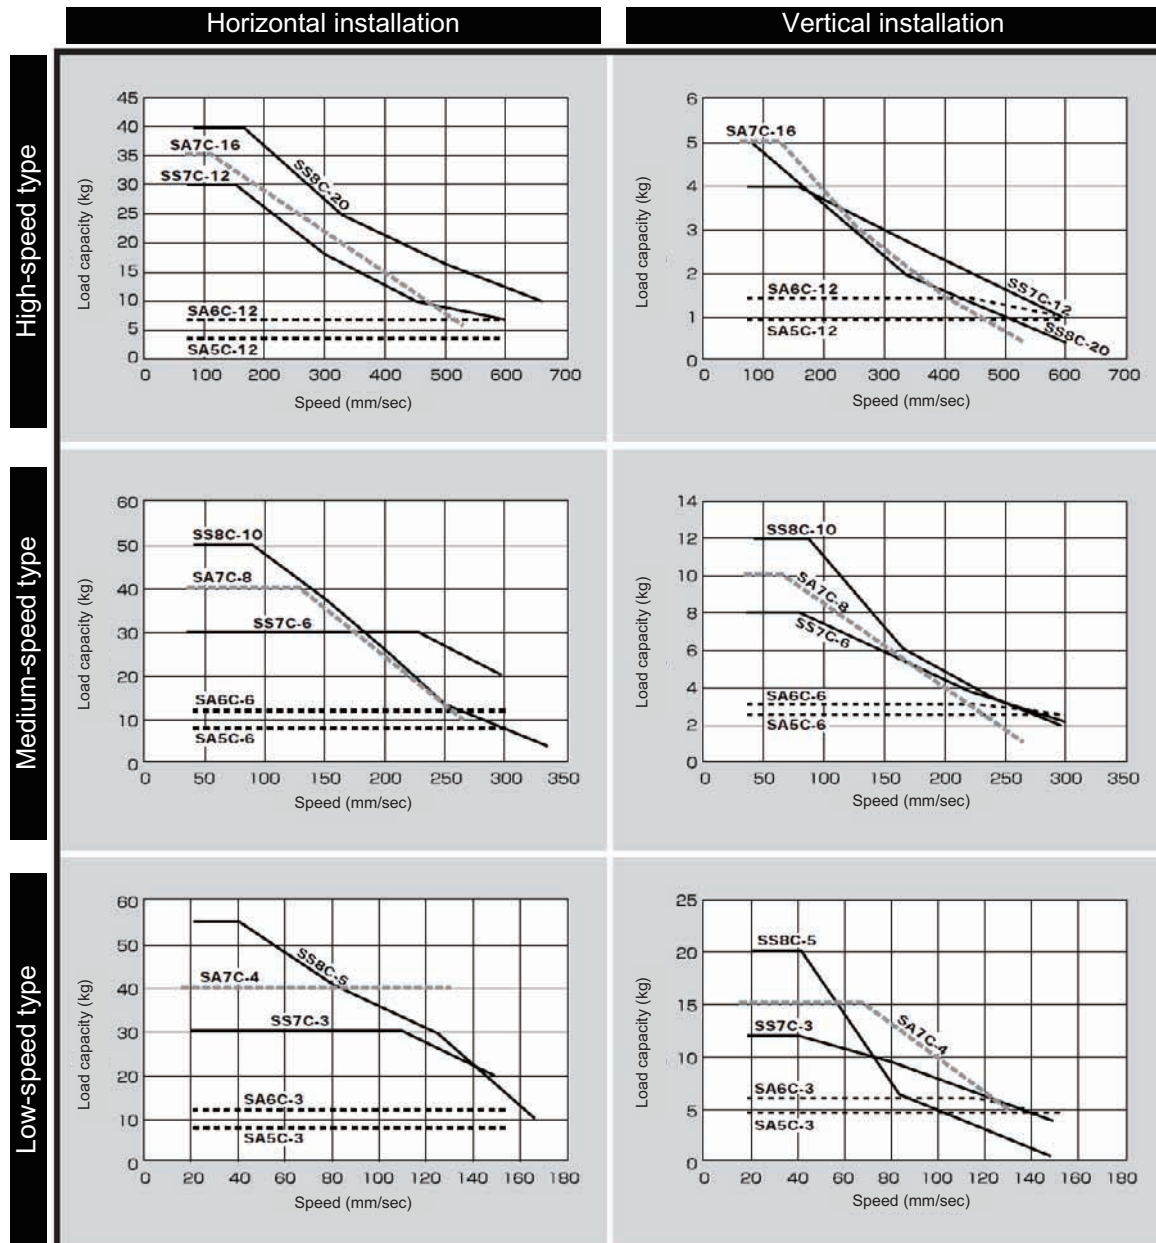 Horizontal installation
Vertical installation
High-speed type
Load capacity (kg)
45
40
35
30
25
20
15
10
5
0
SA7C-16
SS7C-12
SS8C-20
SA6C-12
SA5C-12
0 100 200 300 400 500 600 700
Speed (mm/sec)
Load capacity (kg)
6
5
4
3
2
1
0
SA7C-16
SA6C-12
SA5C-12
SS7C-12
SS8C-20
0 100 200 300 400 500 600 700
Speed (mm/sec)
Medium-speed type
Load capacity (kg)
60
50
40
30
20
10
0
SS8C-10
SA7C-8
SS7C-6
SA6C-6
SA5C-6
0 50 100 150 200 250 300 350
Speed (mm/sec)
Load capacity (kg)
14
12
10
8
6
4
2
0
SS8C-10
SA7C-8
SS7C-6
SA6C-6
SA5C-6
0 50 100 150 200 250 300 350
Speed (mm/sec)
Low-speed type
Load capacity (kg)
60
50
40
30
20
10
0
SS8C-5
SA7C-4
SS7C-3
SA6C-3
SA5C-3
0 20 40 60 80 100 120 140 160 180
Speed (mm/sec)
Load capacity (kg)
25
20
15
10
5
0
SS8C-5
SS7C-3
SA7C-4
SA6C-3
SA5C-3
0 20 40 60 80 100 120 140 160 180
Speed (mm/sec)